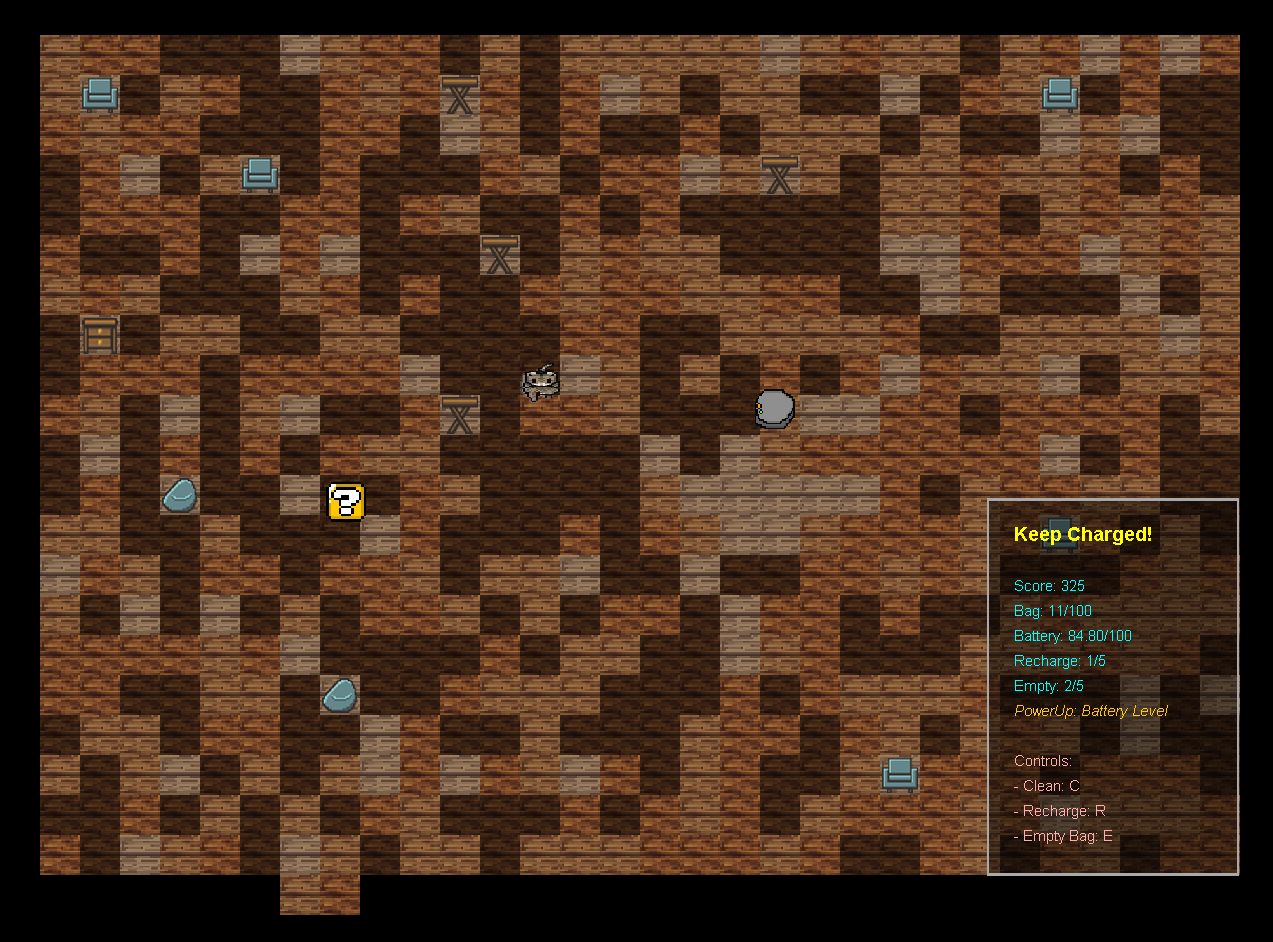 ?
Keep Charged!
Score: 325
Bag: 11/100
Battery: 84.80/100
Recharge: 1/5
Empty: 2/5
PowerUp: Battery Level
Controls:
- Clean: C
- Recharge: R
- Empty Bag: E